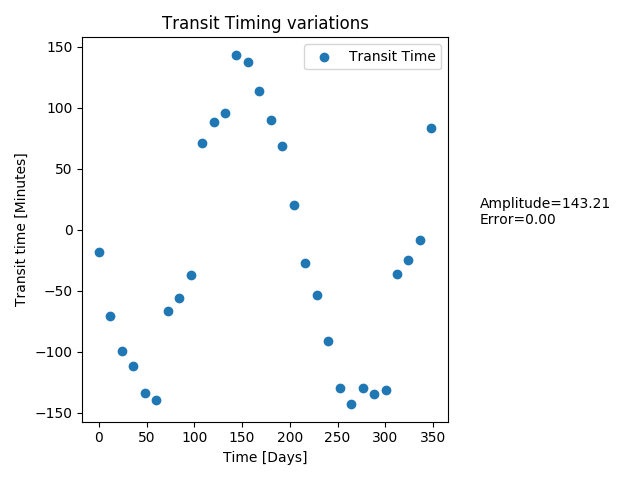 Transit Timing variations
Transit Time
150
100
50
0
−50
−100
−150
Transit time [Minutes]
0
50
100
150
200
250
300
350
Time [Days]
Amplitude=143.21
Error=0.00